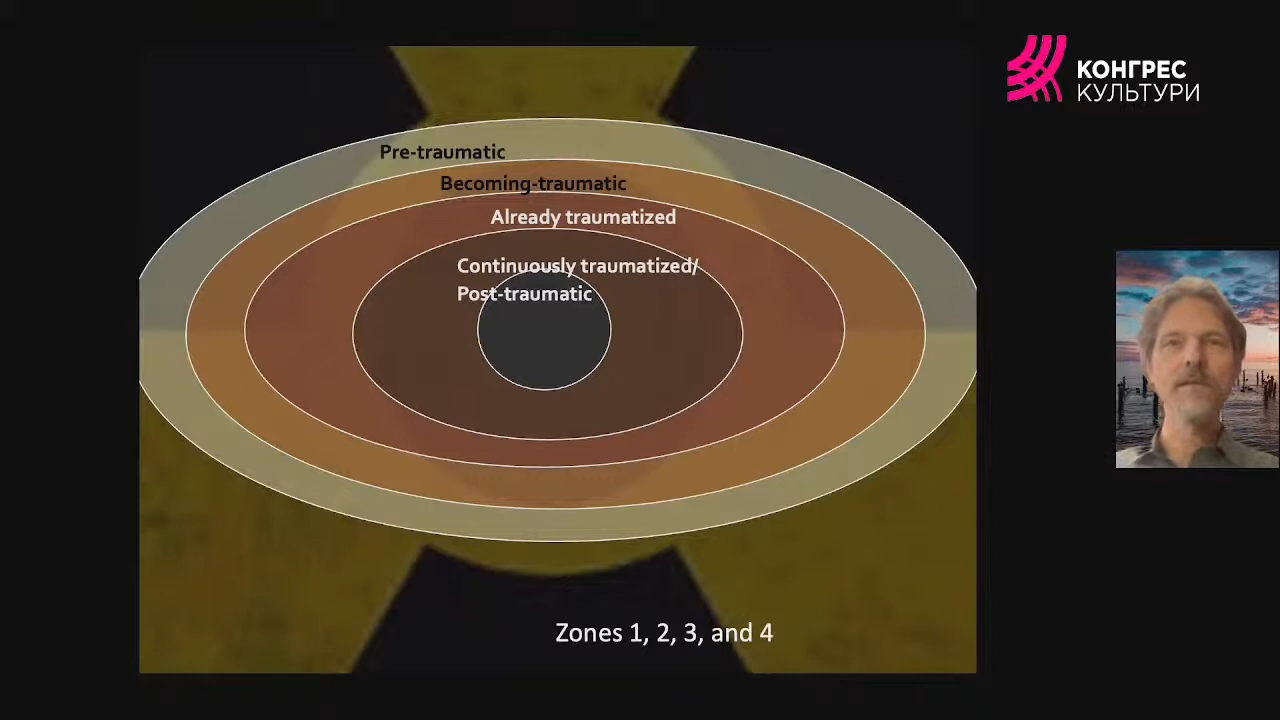 КОНГРЕС
КУЛЬТУРИ
Pre-traumatic
Becoming-traumatic
Already traumatized
Continuously traumatized/
Post-traumatic
Zones 1, 2, 3, and 4